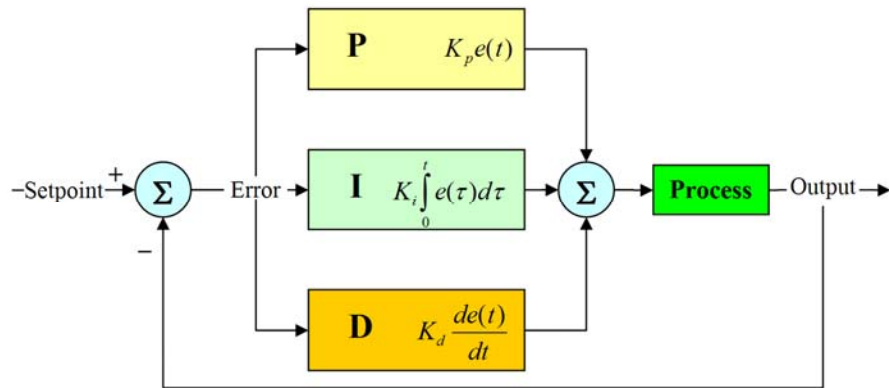 P K_p e(t)
+
–Setpoint
Σ
Error
I K_i ∫_0^t e(τ)dτ
Σ
Process
Output
–
D K_d de(t)/dt